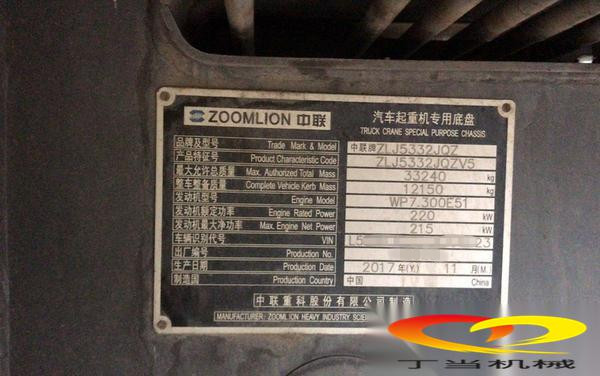 ZOOMLION 中联 汽车起重机专用底盘
TRUCK CRANE SPECIAL PURPOSE CHASSIS
品牌及型号 Trade Mark & Model 中联牌ZLJ5332JQZ
产品特征号 Product Characteristic Code ZLJ5332JQZV5
最大允许总质量 Max. Authorized Total Mass 33240 kg
整车整备质量 Complete Vehicle Kerb Mass 12150 kg
发动机型号 Engine Model WP7.300E51
发动机额定功率 Engine Rated Power 220 kW
发动机最大净功率 Max. Engine Net Power 215 kW
车辆识别代号 VIN L5 23
出厂编号 Production No.
生产日期 Production Date 2017 年(Y) 11 月(M)
制造国 Production Country 中国 China
中联重科股份有限公司制造
MANUFACTURER: ZOOMLION HEAVY INDUSTRY
丁当机械